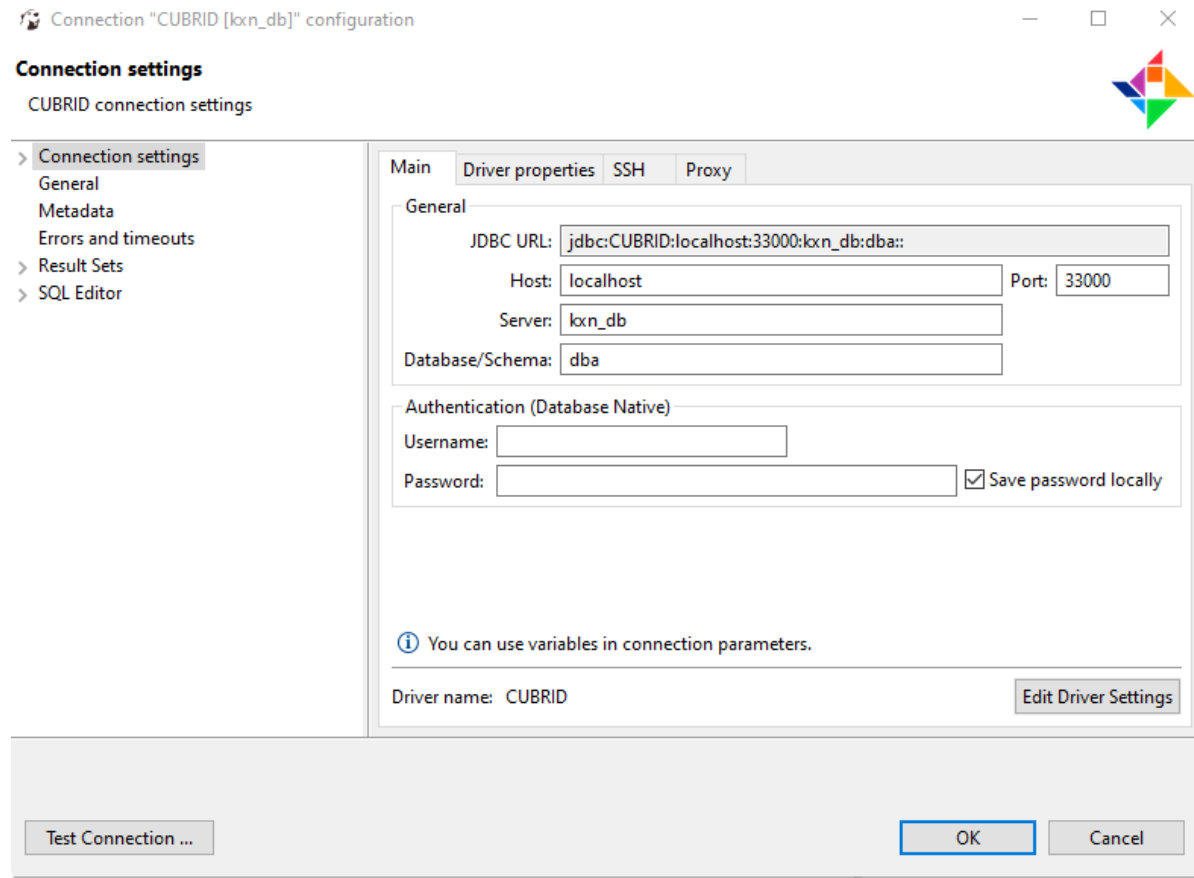 Connection "CUBRID [kxn_db]" configuration
Connection settings
CUBRID connection settings
Connection settings
General
Metadata
Errors and timeouts
Result Sets
SQL Editor
Main Driver properties SSH Proxy
General
JDBC URL: jdbc:CUBRID:localhost:33000:kxn_db:dba::
Host: localhost Port: 33000
Server: kxn_db
Database/Schema: dba
Authentication (Database Native)
Username:
Password: Save password locally
You can use variables in connection parameters.
Driver name: CUBRID Edit Driver Settings
Test Connection ... OK Cancel